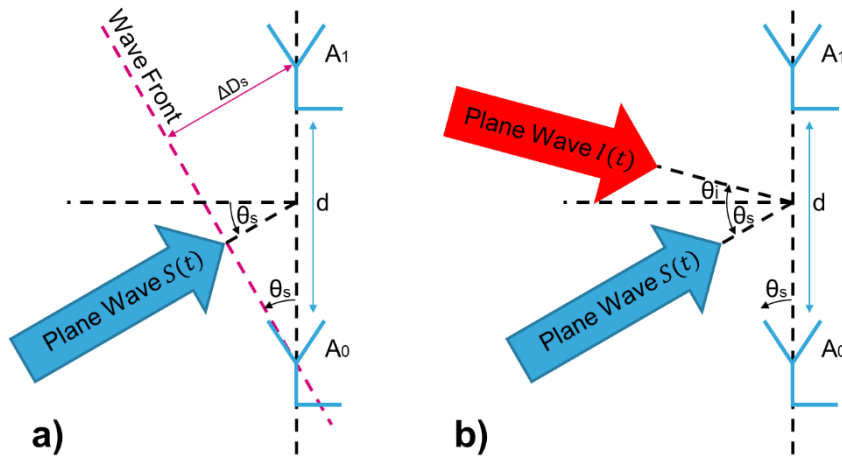 Wave Front
ΔDₛ
A₁
d
θₛ
Plane Wave S(t)
θₛ
A₀
a)
A₁
Plane Wave I(t)
θᵢ
d
θₛ
Plane Wave S(t)
θₛ
A₀
b)